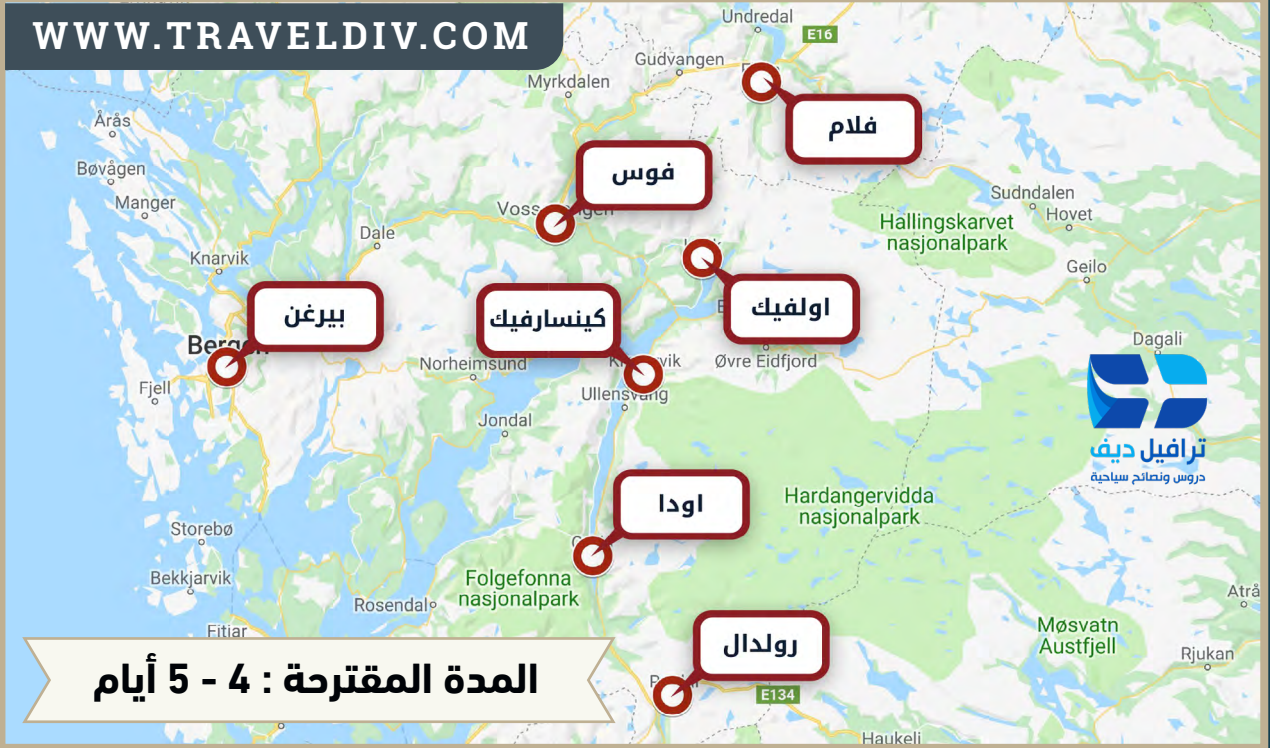 WWW.TRAVELDIV.COM
Undredal
E16
Gudvangen
Myrkdalen
فلام
Årås
فوس
Bøvågen
Manger
Sudndalen
Hovet
Hallingskarvet
nasjonalpark
Dale
Knarvik
Geilo
بيرغن
كينسارفيك
اولفيك
Bergen
Norheimsund
Øvre Eidfjord
Dagali
Fjell
Ullensvang
Jondal
ترافيل ديف
دروس ونصائح سياحية
اودا
Hardangervidda
nasjonalpark
Storebø
Bekkjarvik
Folgefonna
nasjonalpark
Rosendal
Atrå
Fitjar
رولدال
Møsvatn
Austfjell
Rjukan
المدة المقترحة : 4 - 5 أيام
E134
Haukeli